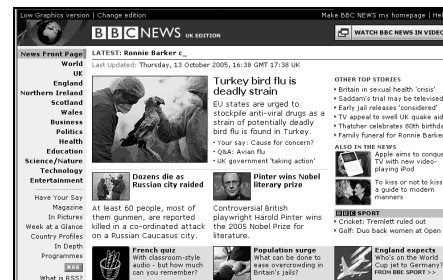 Low Graphics version | Change edition
Make BBC NEWS my homepage | Hel
BBC NEWS UK EDITION
WATCH BBC NEWS IN VIDEO
News Front Page
World
UK
England
Northern Ireland
Scotland
Wales
Business
Politics
Health
Education
Science/Nature
Technology
Entertainment
Have Your Say
Magazine
In Pictures
Week at a Glance
Country Profiles
In Depth
Programmes
RSS
What is RSS?
LATEST: Ronnie Barker c_
Last Updated: Thursday, 13 October 2005, 16:38 GMT 17:38 UK
Turkey bird flu is
deadly strain
EU states are urged to
stockpile anti-viral drugs as a
strain of potentially deadly
bird flu is found in Turkey.
Your say: Cause for concern?
Q&A: Avian flu
UK government 'taking action'
Dozens die as
Russian city raided
At least 60 people, most of
them gunmen, are reported
killed in a co-ordinated attack
on a Russian Caucasus city.
Pinter wins Nobel
literary prize
Controversial British
playwright Harold Pinter wins
the 2005 Nobel Prize for
literature.
French quiz
With classroom-style
audio - but how much
can you remember?
Population surge
What can be done to
ease overcrowding in
Britain's jails?
OTHER TOP STORIES
Britain in sexual health 'crisis'
Saddam's trial may be televised
Early jail releases 'considered'
TV appeal to swell UK quake aid
Thatcher celebrates 80th birthda
Family funeral for Ronnie Barker
ALSO IN THE NEWS
Apple aims to conque
TV with new video-
playing iPod
To kiss or not to kiss
a guide to modern
manners
BBC SPORT
Cricket: Tremlett ruled out
Golf: Duo back women at Open
England expects
Who's on the World
Cup jet to Germany?
FROM BBC SPORT>>